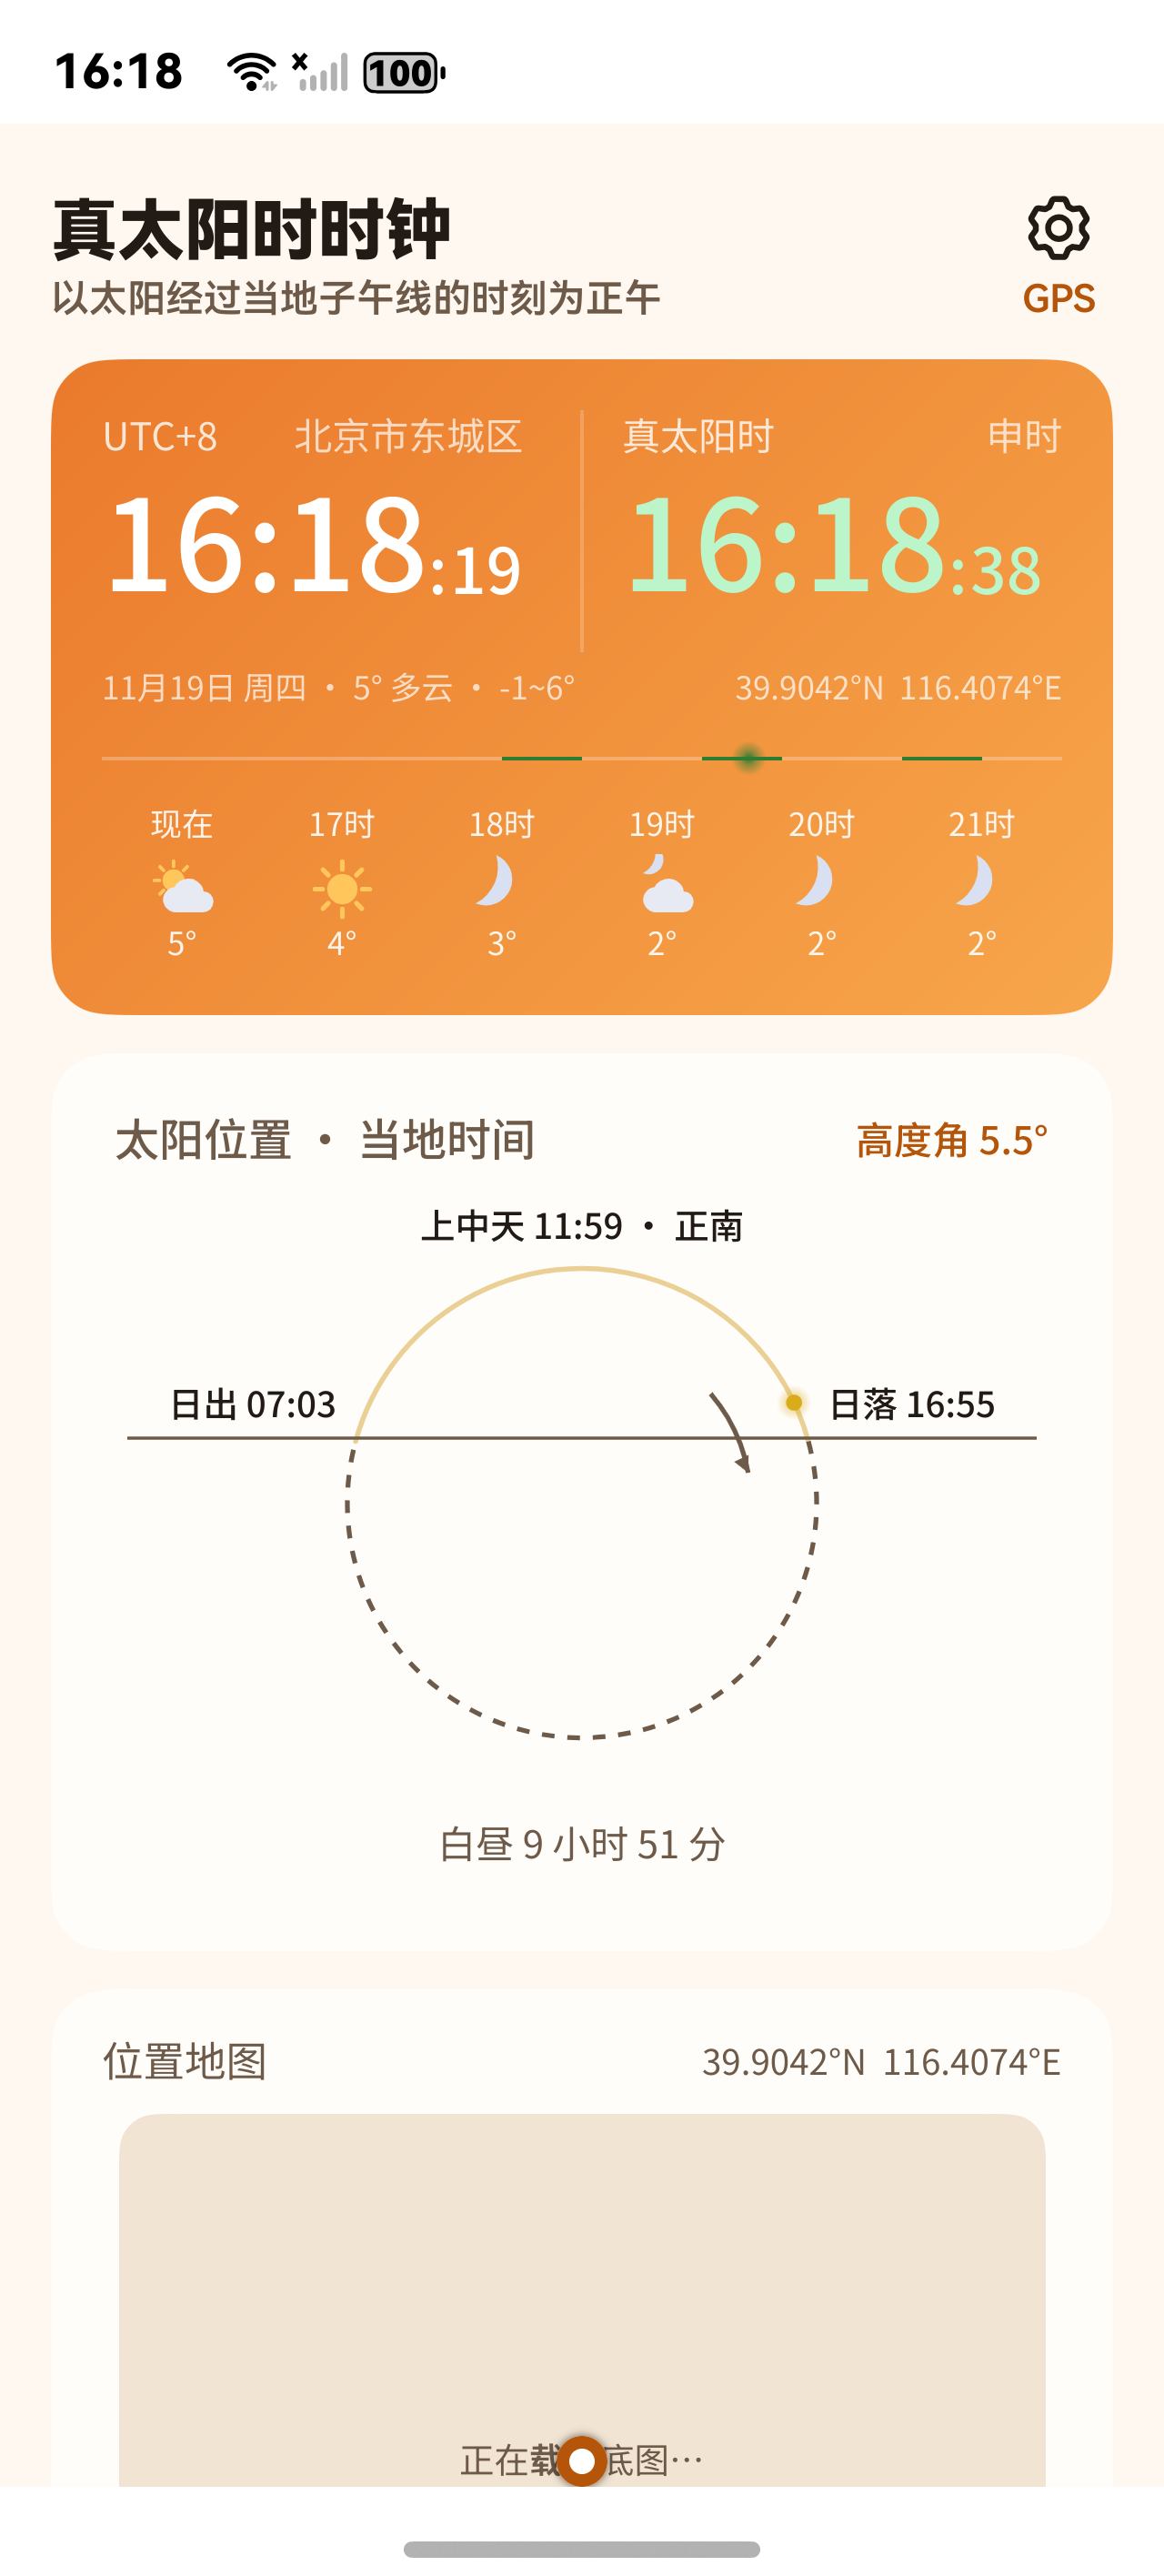 16:18 100
真太阳时时钟
以太阳经过当地子午线的时刻为正午
GPS
UTC+8 北京市东城区
16:18:19
真太阳时 申时
16:18:38
11月19日 周四 · 5° 多云 · -1~6°
39.9042°N 116.4074°E
现在 17时 18时 19时 20时 21时
5° 4° 3° 2° 2° 2°
太阳位置 · 当地时间 高度角 5.5°
上中天 11:59 · 正南
日出 07:03 日落 16:55
白昼 9 小时 51 分
位置地图 39.9042°N 116.4074°E
正在载 底图…